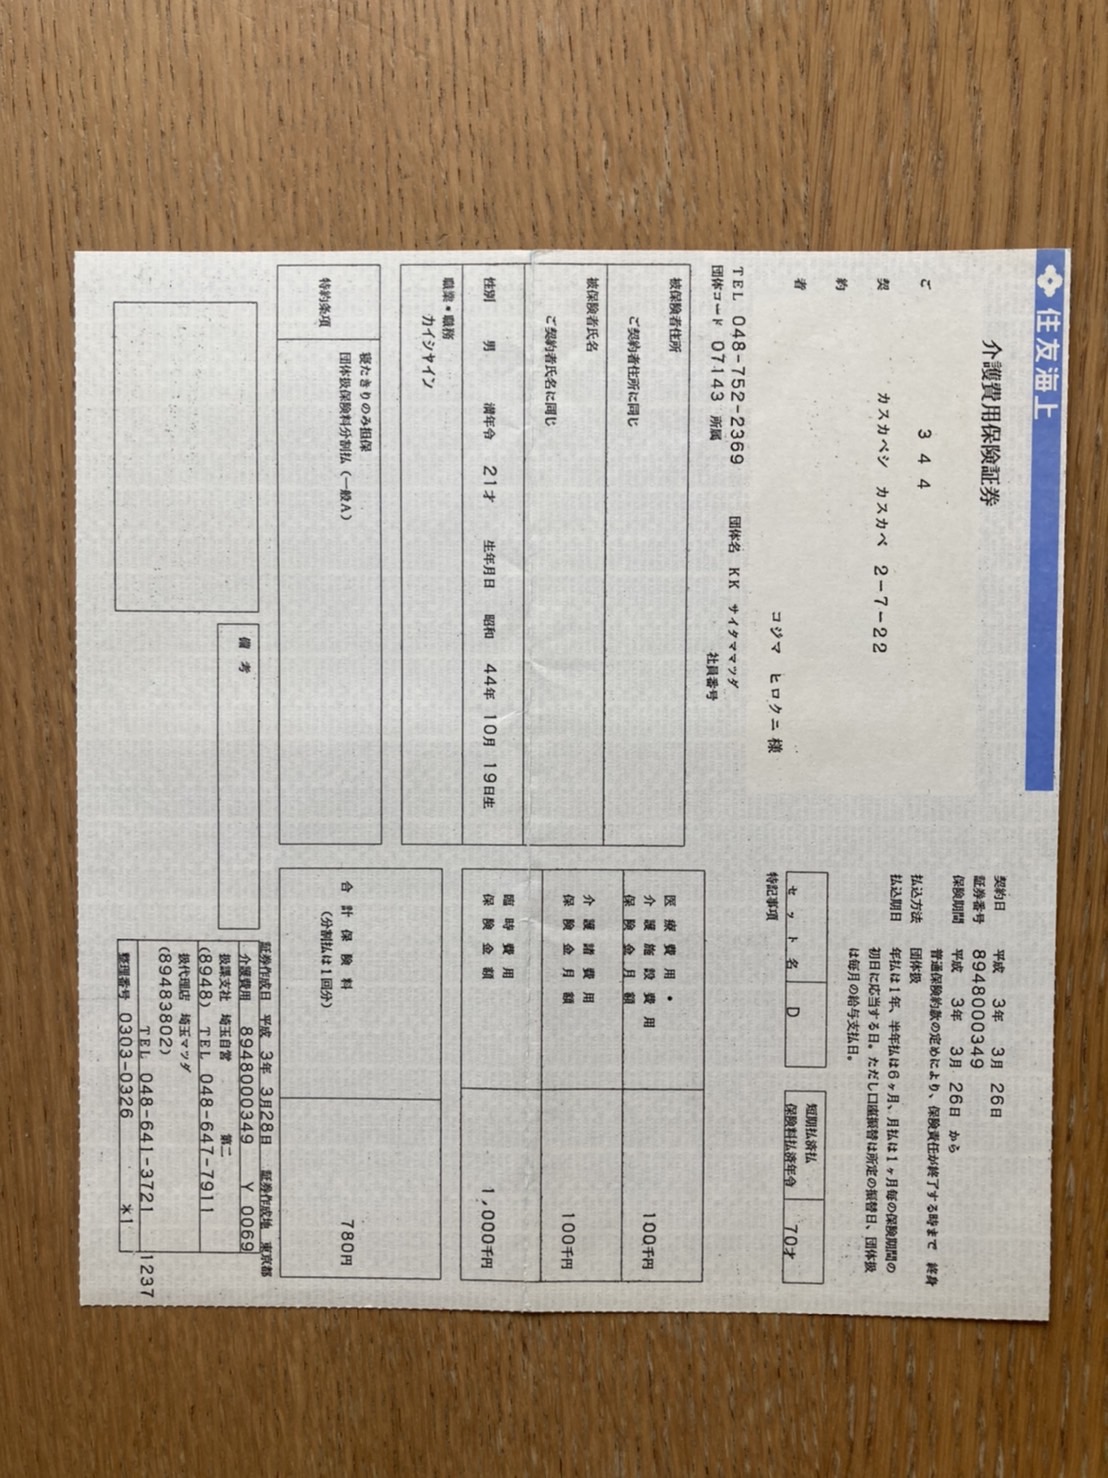 住友海上
介護費用保険証券
ご
契
約
者
344
カスカベシ カスカベ 2-7-22
コジマ ヒロクニ 様
TEL 048-752-2369 団体名 KK サイタママツダ
団体コード 07143 所属 社員番号
契約日 平成 3年 3月 26日
証券番号 8948000349
保険期間 平成 3年 3月 26日 から
普通保険約款の定めにより、保険責任が終了する時まで 終身
払込方法 団体扱
払込期日 年払は1年、半年払は6ヶ月、月払は1ヶ月毎の保険期間の
初日に応当する日。ただし口座振替は所定の振替日、団体扱
は毎月の給与支払日。
セット名 D
短期払済払
保険料払済年令 70才
特記事項
被保険者住所
ご契約者住所に同じ
被保険者氏名
ご契約者氏名に同じ
性別 男 満年令 21才 生年月日 昭和 44年 10月 19日生
職業・職務
カイシヤイン
医療費用・
介護施設費用
保険金月額 100千円
介護諸費用
保険金月額 100千円
臨時費用
保険金額 1,000千円
特約条項
寝たきりのみ担保
団体扱保険料分割払(一般A)
合計保険料
(分割払は1回分) 780円
備考
証券作成日 平成 3年 3月28日 証券作成地 東京都
介護費用 8948000349 Y 0069
扱課支社 埼玉自営 第二
(8948) TEL 048-647-7911
扱代理店 埼玉マツダ
(89483802)
TEL 048-641-3721
整理番号 0303-0326 *1 1237